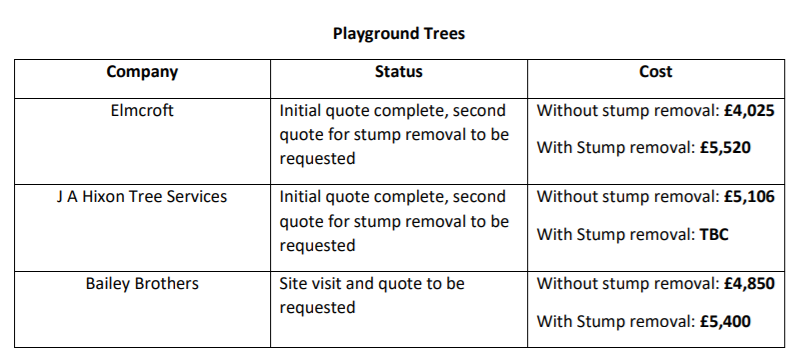 Playground Trees
Company Status Cost
Elmcroft
Initial quote complete, second
quote for stump removal to be
requested
Without stump removal: £4,025
With Stump removal: £5,520
J A Hixon Tree Services
Initial quote complete, second
quote for stump removal to be
requested
Without stump removal: £5,106
With Stump removal: TBC
Bailey Brothers
Site visit and quote to be
requested
Without stump removal: £4,850
With Stump removal: £5,400